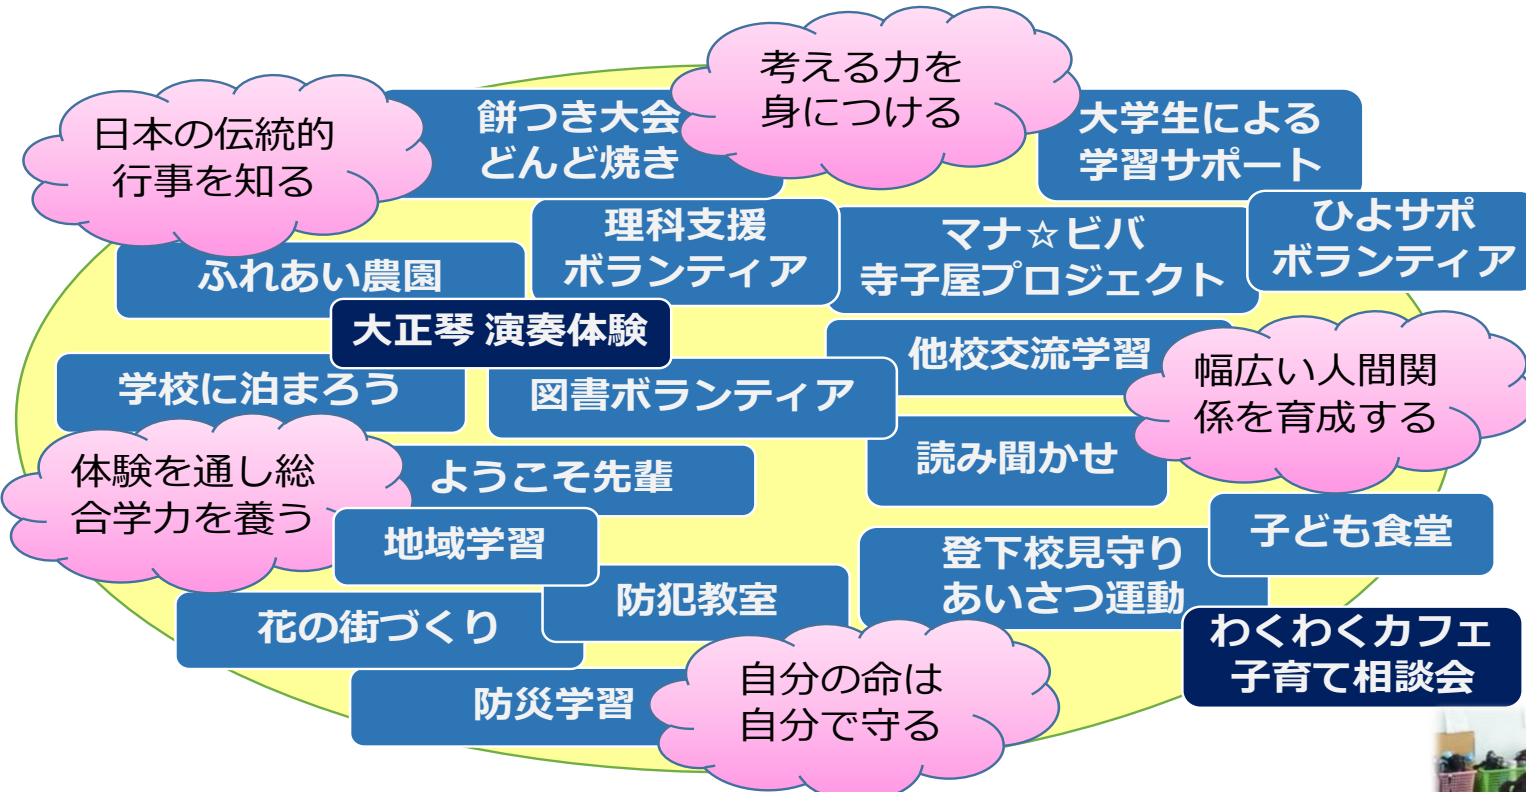 考える力を
身につける
日本の伝統的
行事を知る
餅つき大会
どんど焼き
大学生による
学習サポート
理科支援
ボランティア
マナ☆ビバ
寺子屋プロジェクト
ひよサポ
ボランティア
ふれあい農園
大正琴 演奏体験
他校交流学習
幅広い人間関
係を育成する
学校に泊まろう
図書ボランティア
読み聞かせ
体験を通し総
合学力を養う
ようこそ先輩
地域学習
子ども食堂
登下校見守り
あいさつ運動
防犯教室
花の街づくり
わくわくカフェ
子育て相談会
自分の命は
自分で守る
防災学習